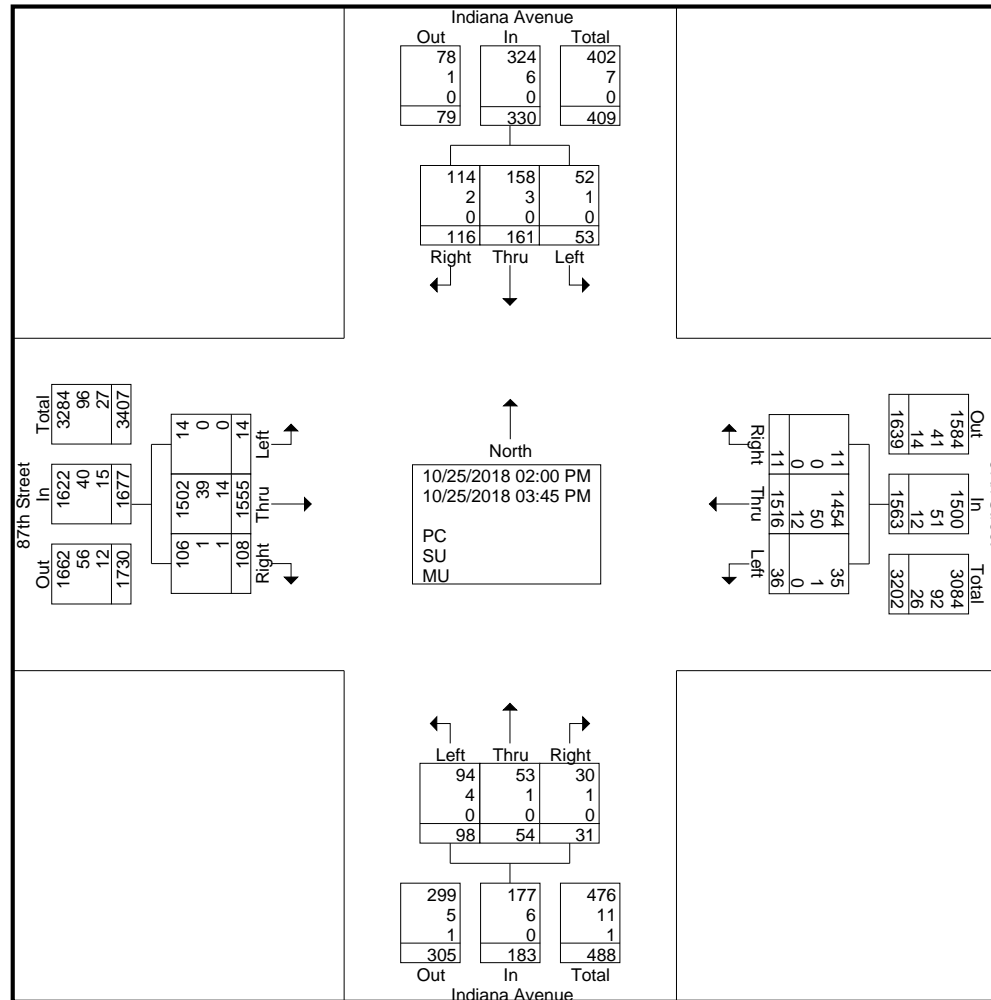 Indiana Avenue
Out In Total
78 324 402
1 6 7
0 0 0
79 330 409
114 158 52
2 3 1
0 0 0
116 161 53
Right Thru Left
87th Street
Total
3284 96 27 3407
In
1622 40 15 1677
Out
1662 56 12 1730
14 0 0 14
Left
1502 39 14 1555
Thru
106 1 1 108
Right
North
10/25/2018 02:00 PM
10/25/2018 03:45 PM
PC
SU
MU
Right
11 0 0 11
Thru
1454 50 12 1516
Left
35 1 0 36
Out
1584 41 14 1639
In
1500 51 12 1563
Total
3084 92 26 3202
Left Thru Right
94 53 30
4 1 1
0 0 0
98 54 31
299 177 476
5 6 11
1 0 1
305 183 488
Out In Total
Indiana Avenue